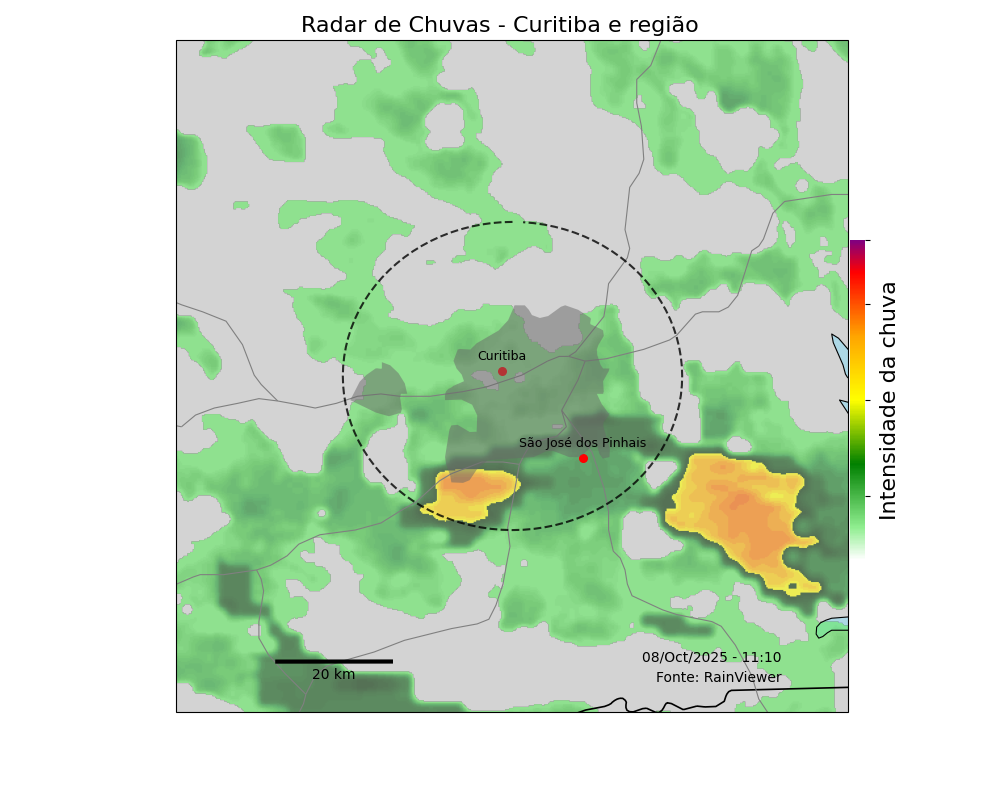 Radar de Chuvas - Curitiba e região
Curitiba
São José dos Pinhais
Intensidade da chuva
08/Oct/2025 - 11:10
20 km
Fonte: RainViewer